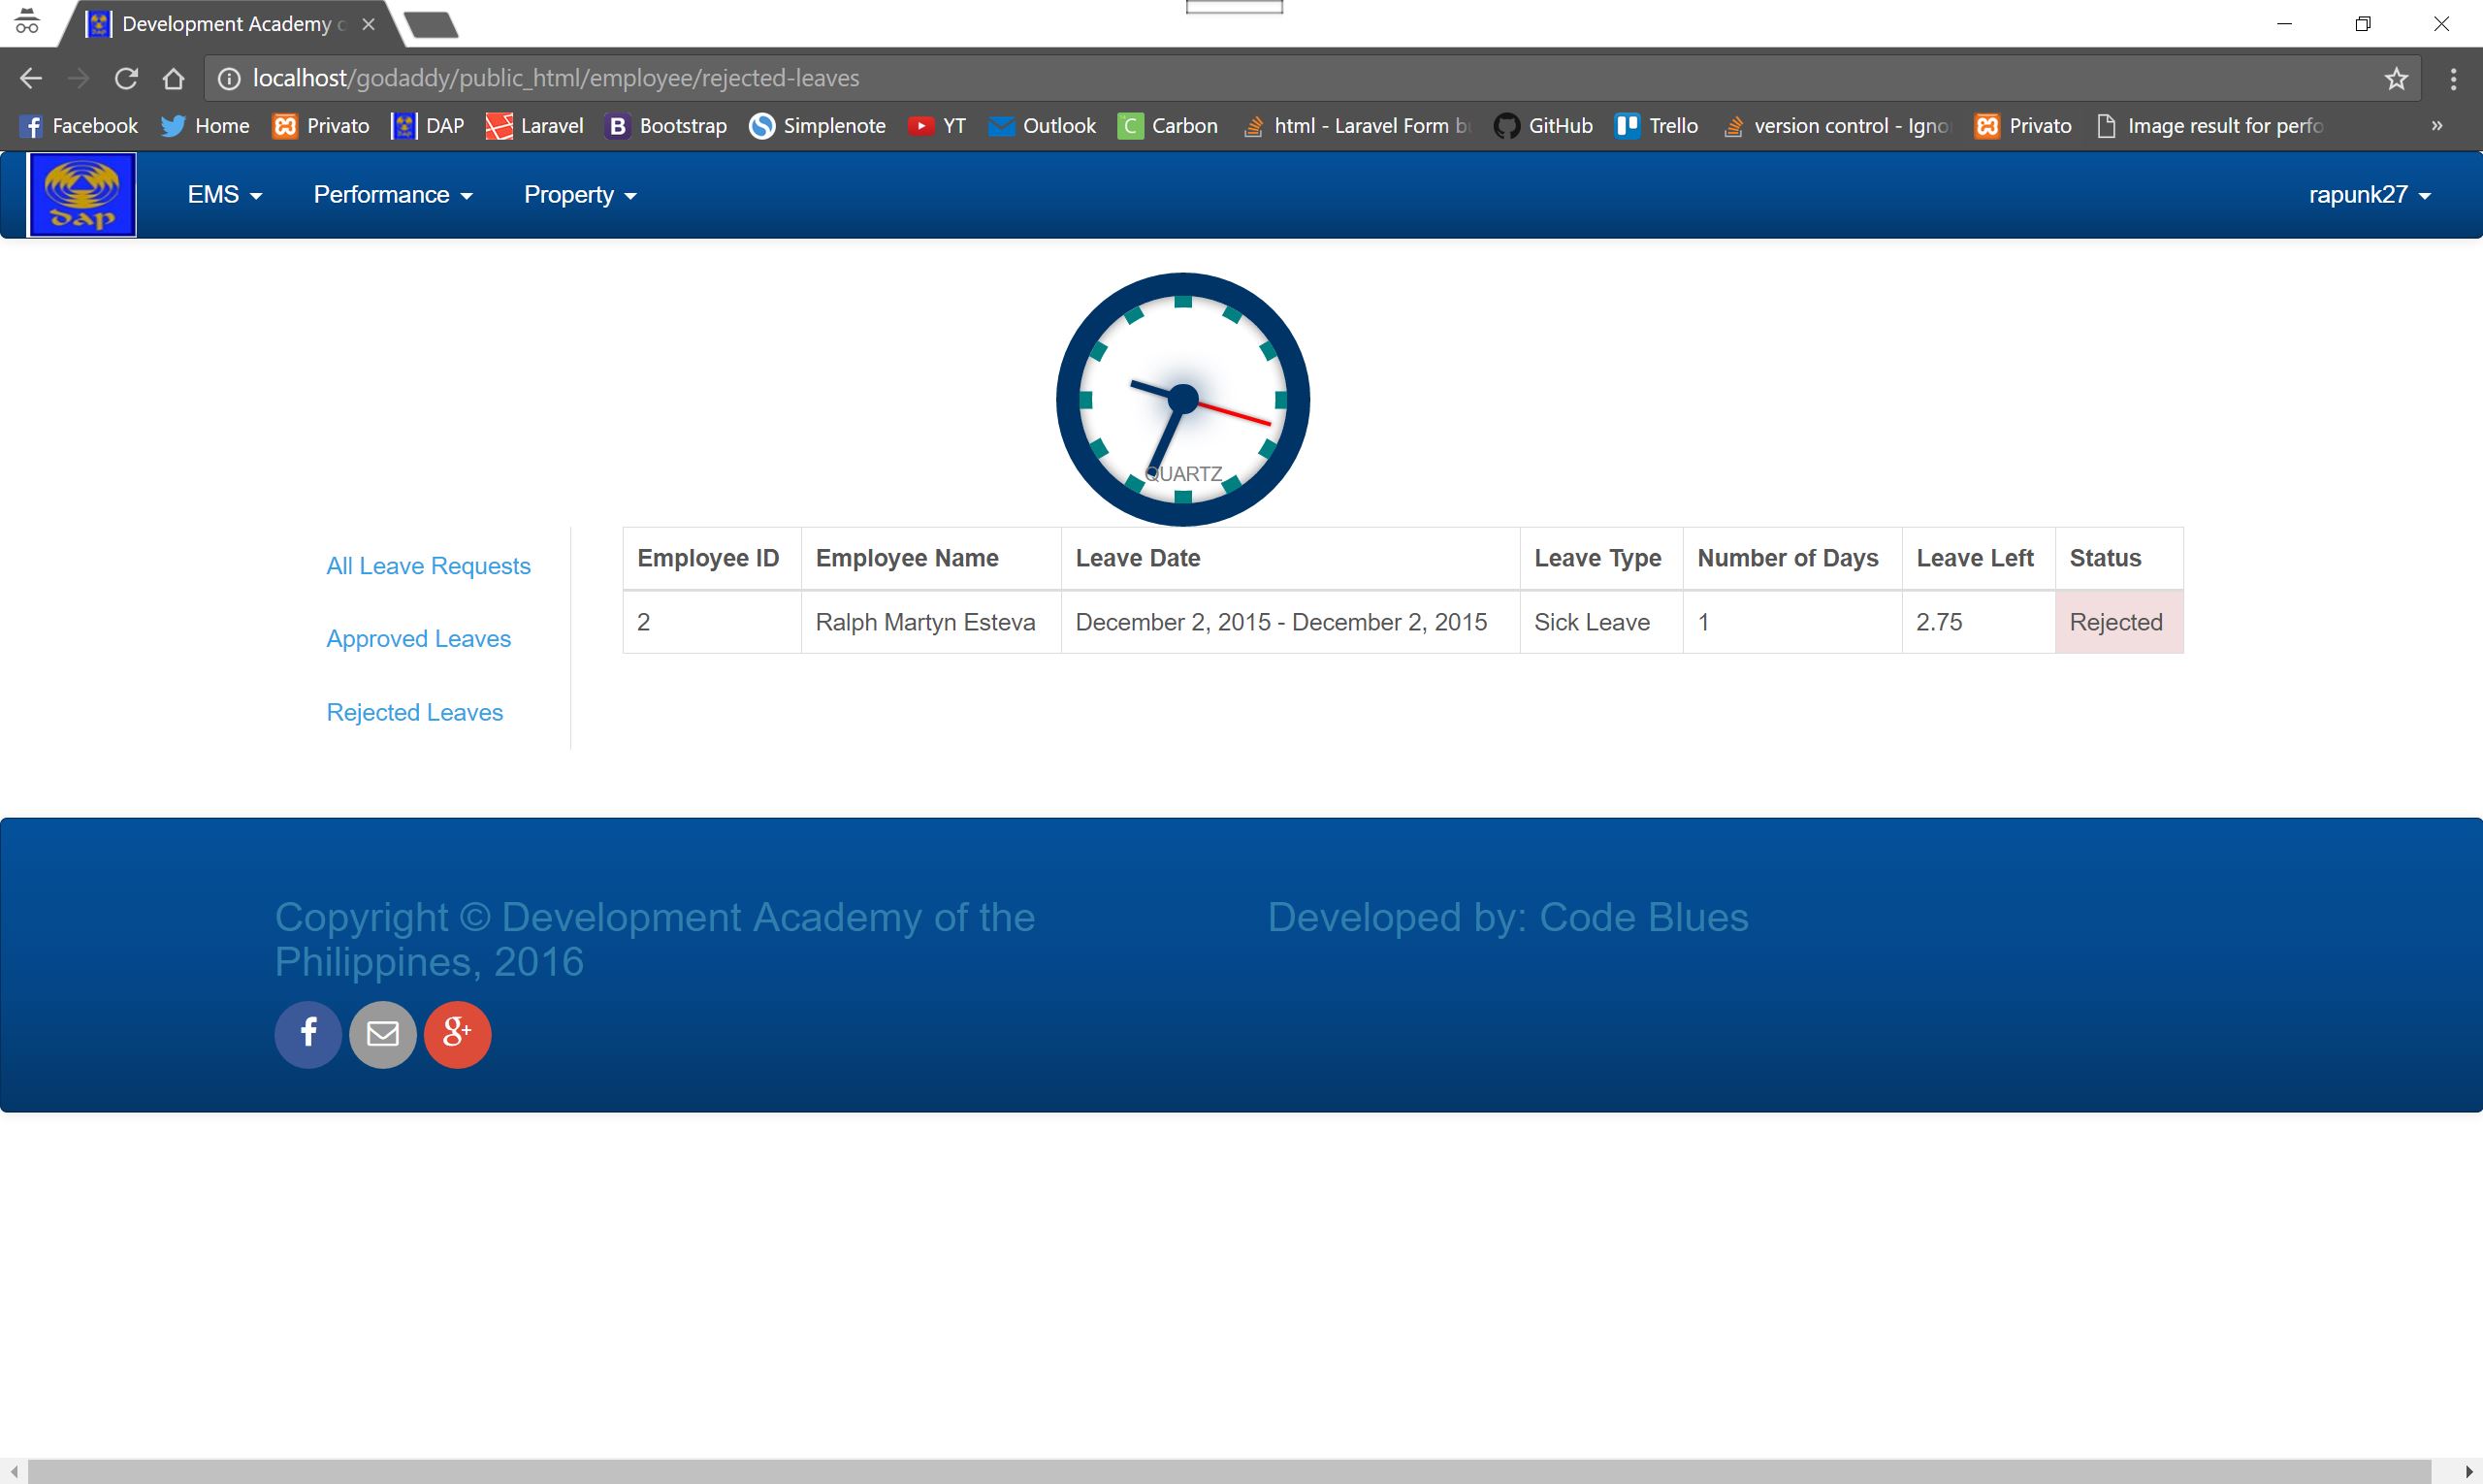 Development Academy
localhost/godaddy/public_html/employee/rejected-leaves
Facebook Home Privato DAP Laravel Bootstrap Simplenote YT Outlook Carbon html - Laravel Form GitHub Trello version control - Privato Image result for »
dap EMS Performance Property rapunk27
QUARTZ
All Leave Requests
Approved Leaves
Rejected Leaves
Employee ID Employee Name Leave Date Leave Type Number of Days Leave Left Status
2 Ralph Martyn Esteva December 2, 2015 - December 2, 2015 Sick Leave 1 2.75 Rejected
Copyright © Development Academy of the
Philippines, 2016
Developed by: Code Blues